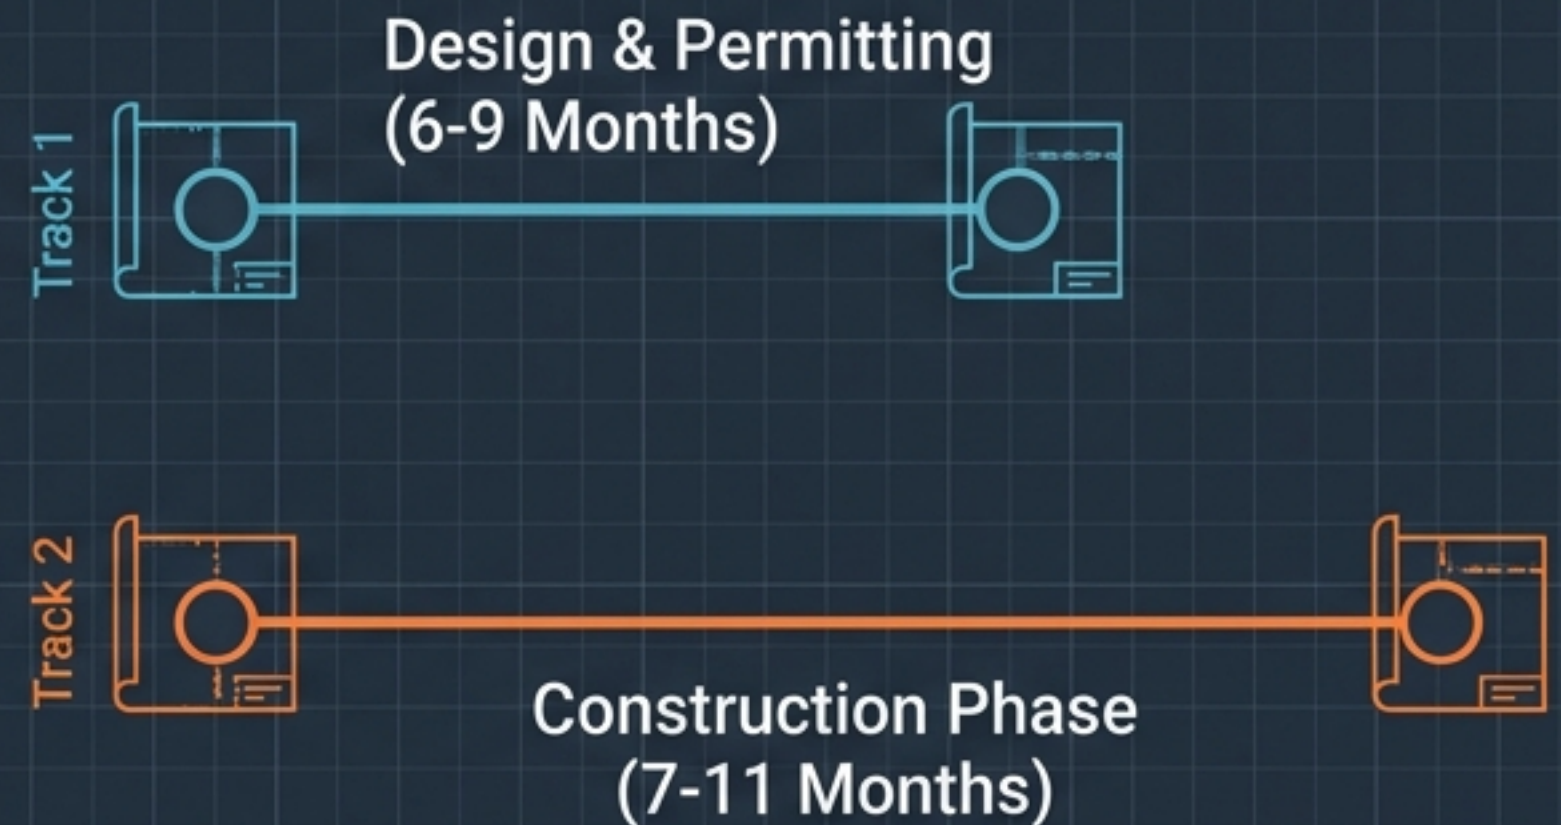 Design & Permitting
(6-9 Months)
Track 1
Track 2
Construction Phase
(7-11 Months)